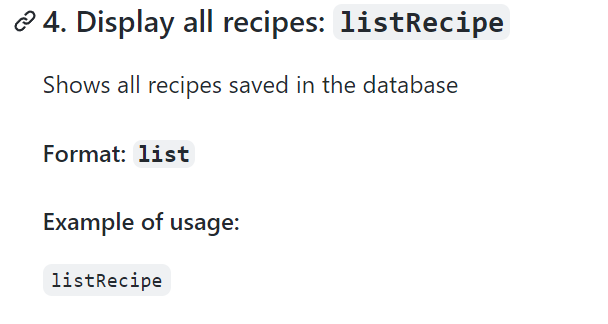 4. Display all recipes: listRecipe
Shows all recipes saved in the database
Format: list
Example of usage:
listRecipe